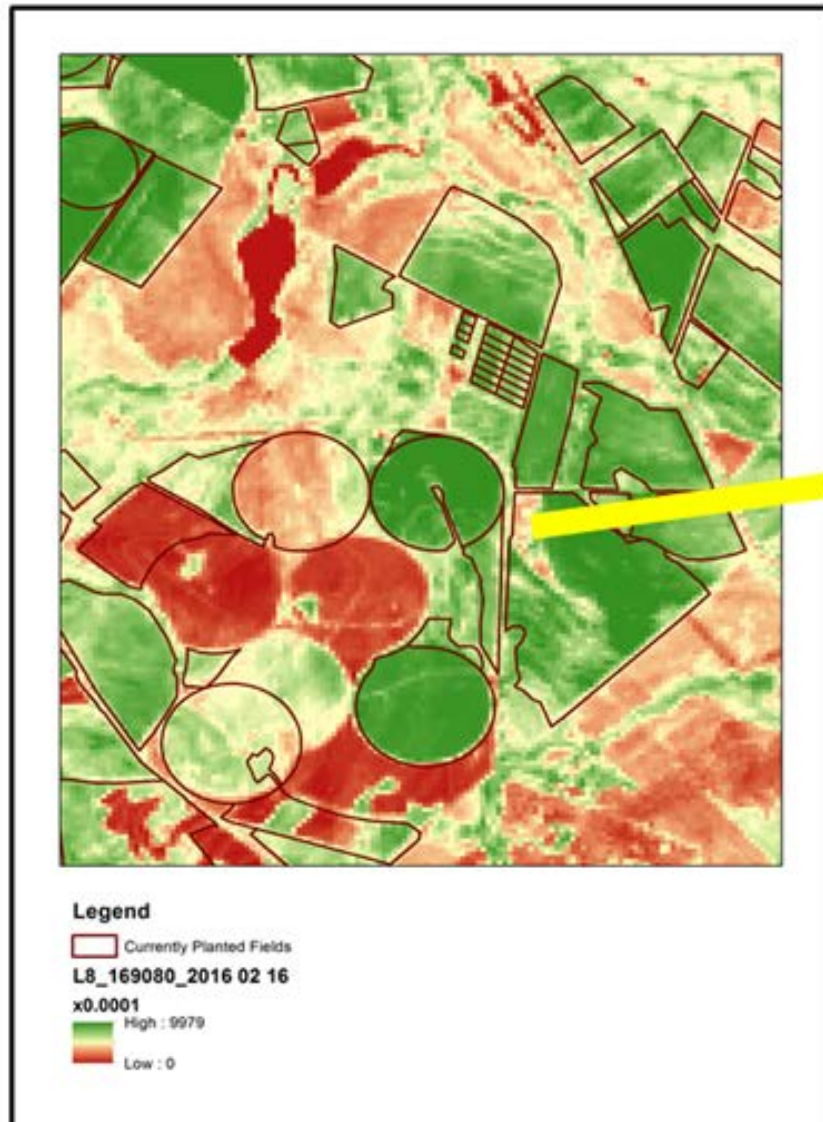 Legend
Currently Planted Fields
L8_169080_2016 02 16
x0.0001
High : 9979
Low : 0